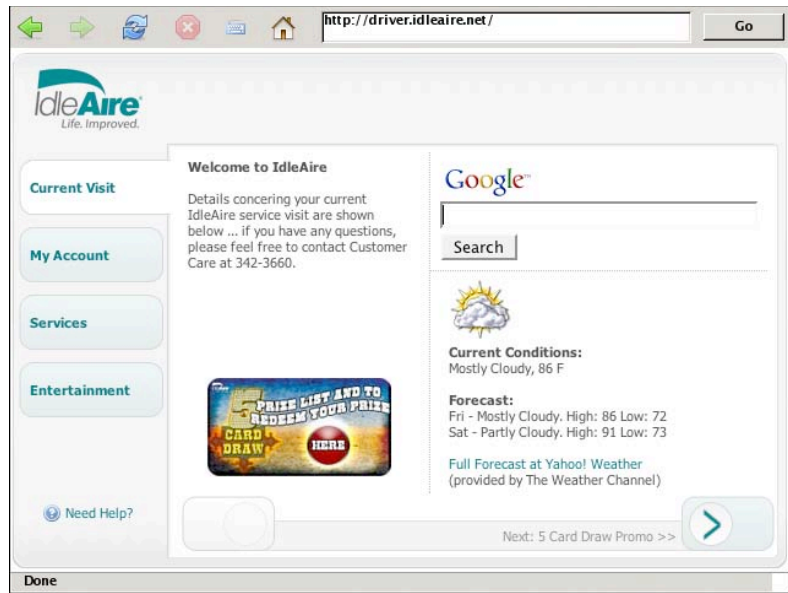 http://driver.idleaire.net/
Go
IdleAire
Life. Improved.
Current Visit
My Account
Services
Entertainment
Need Help?
Welcome to IdleAire
Details concering your current
IdleAire service visit are shown
below ... if you have any questions,
please feel free to contact Customer
Care at 342-3660.
5
CARD
DRAW
PRIZE LIST AND TO
REDEEM YOUR PRIZE
HERE
Google
Search
Current Conditions:
Mostly Cloudy, 86 F
Forecast:
Fri - Mostly Cloudy. High: 86 Low: 72
Sat - Partly Cloudy. High: 91 Low: 73
Full Forecast at Yahoo! Weather
(provided by The Weather Channel)
Next: 5 Card Draw Promo >>
Done